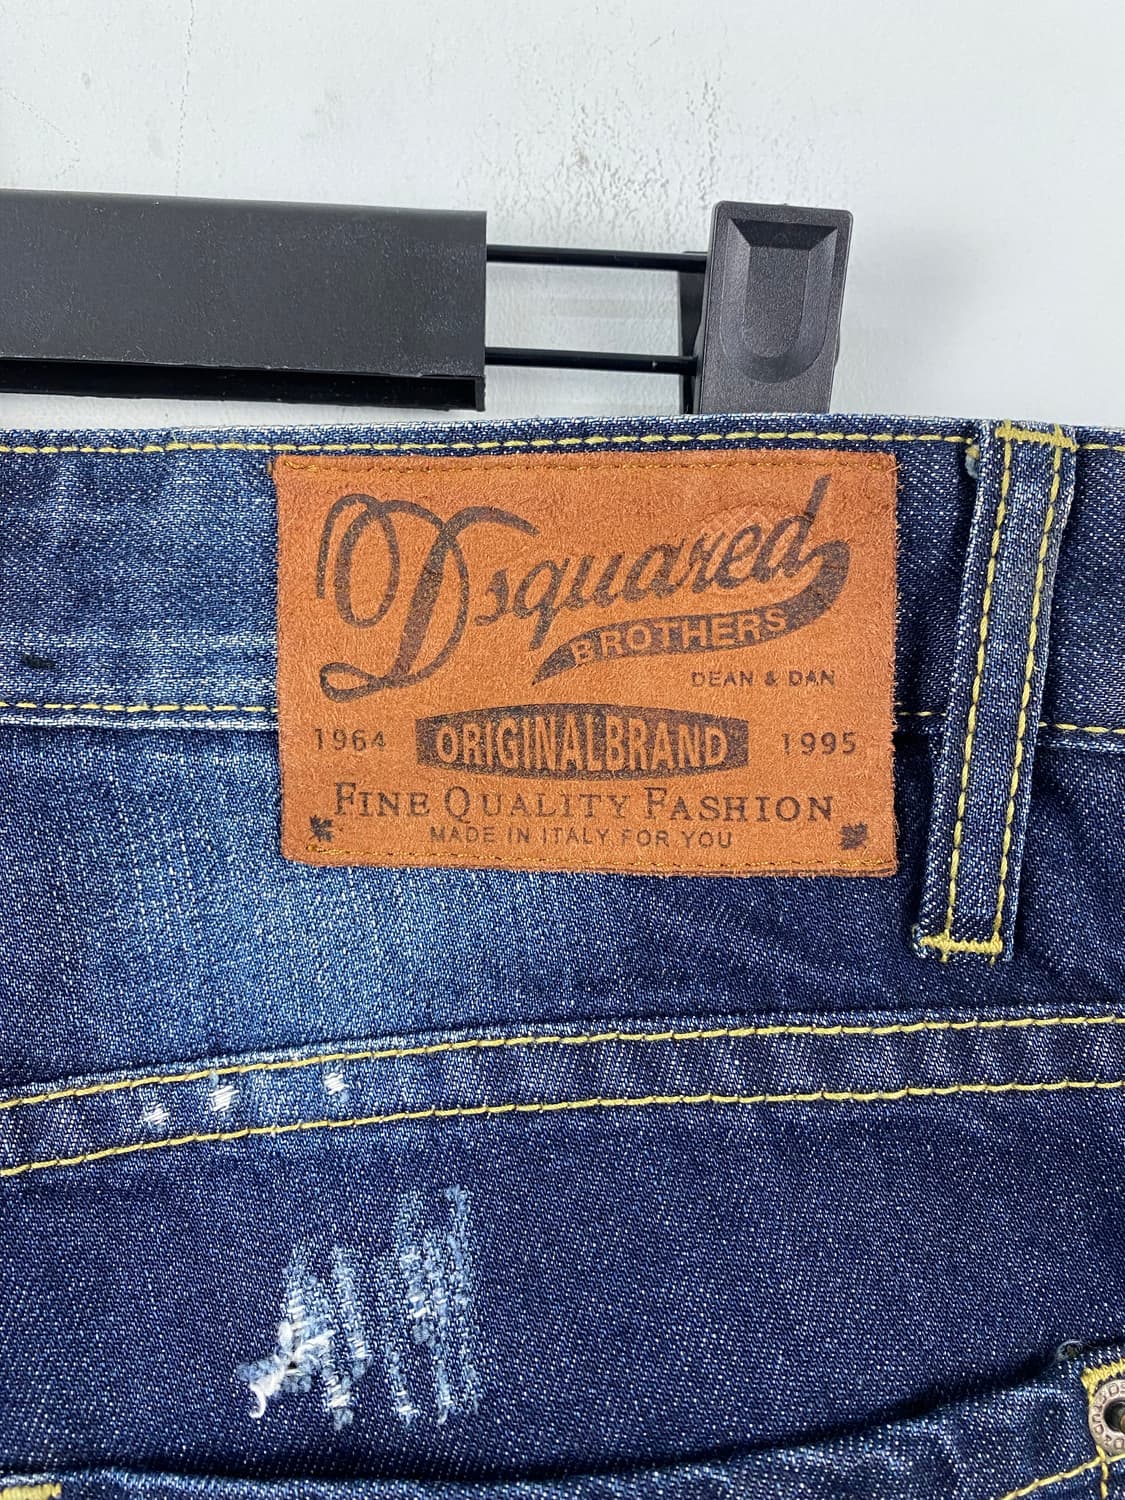 Dsquared
BROTHERS
DEAN & DAN
1964 ORIGINALBRAND 1995
FINE QUALITY FASHION
MADE IN ITALY FOR YOU